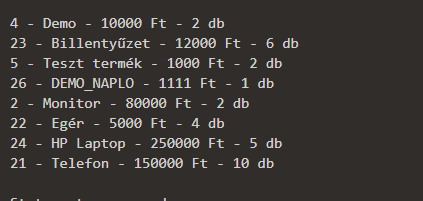 4 - Demo - 10000 Ft - 2 db
23 - Billentyűzet - 12000 Ft - 6 db
5 - Teszt termék - 1000 Ft - 2 db
26 - DEMO_NAPLO - 1111 Ft - 1 db
2 - Monitor - 80000 Ft - 2 db
22 - Egér - 5000 Ft - 4 db
24 - HP Laptop - 250000 Ft - 5 db
21 - Telefon - 150000 Ft - 10 db